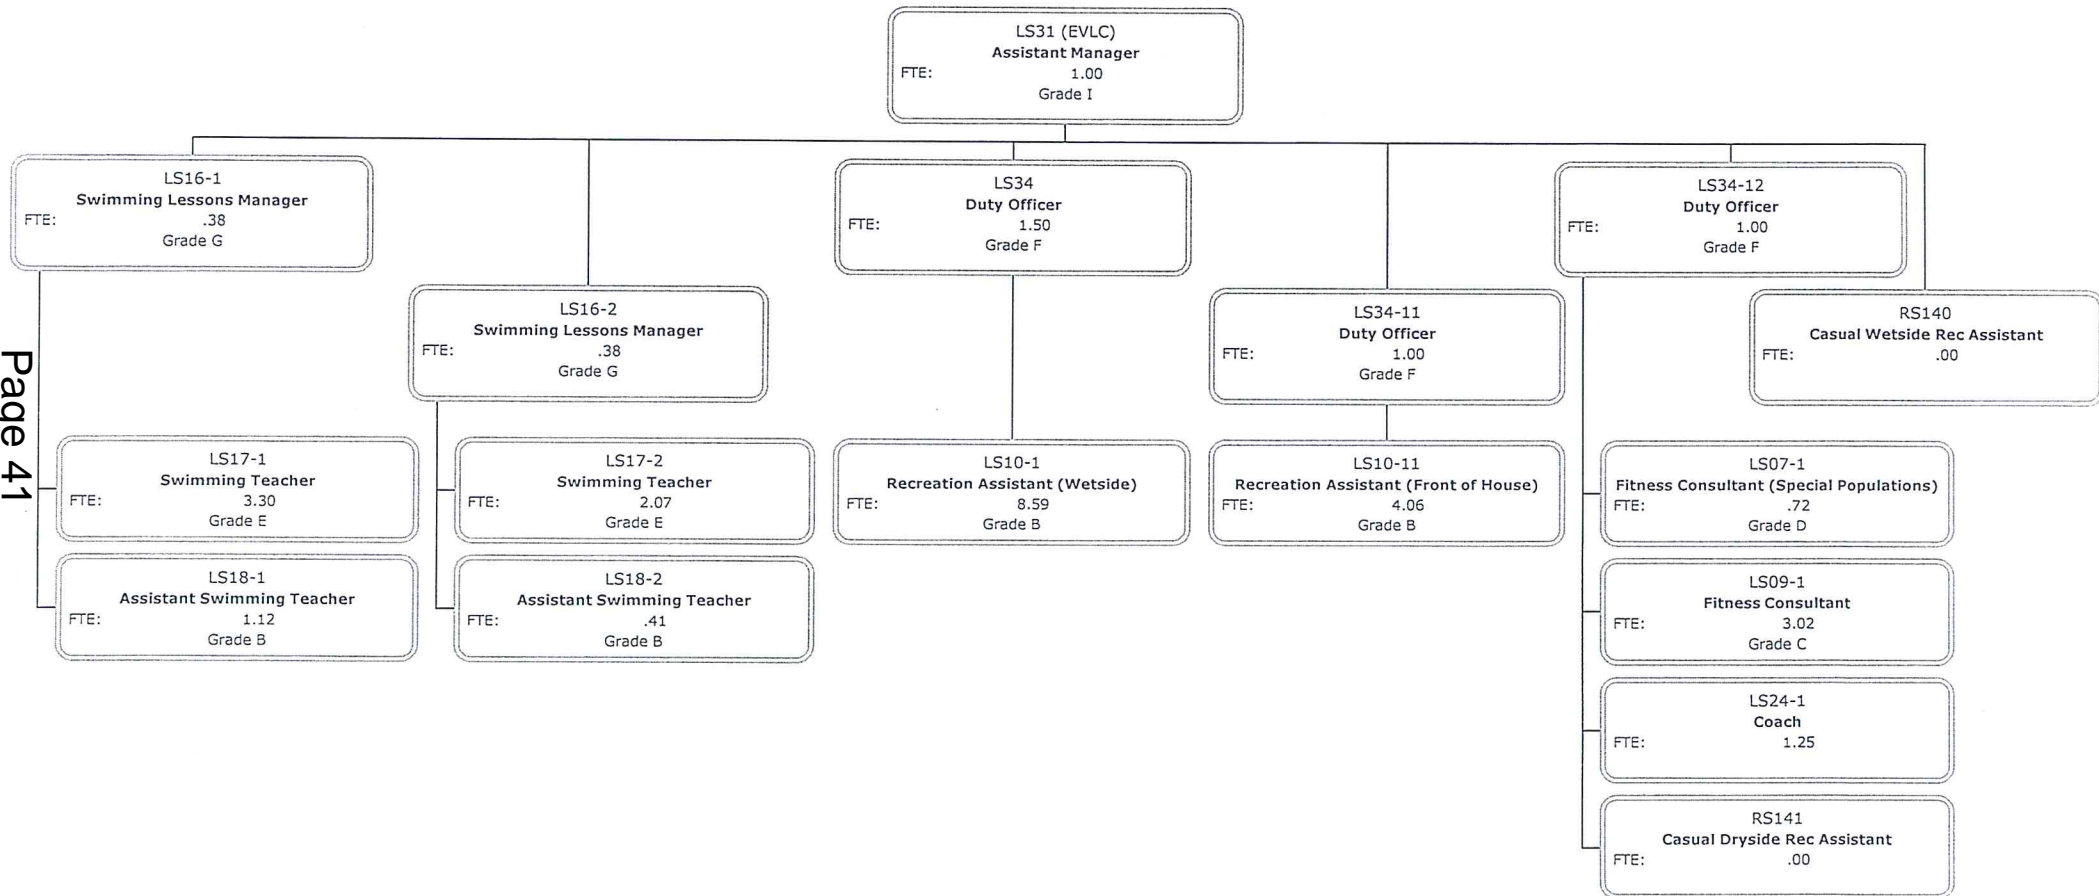 LS31 (EVLC)
Assistant Manager
FTE: 1.00
Grade I
LS16-1
Swimming Lessons Manager
FTE: .38
Grade G
LS34
Duty Officer
FTE: 1.50
Grade F
LS34-12
Duty Officer
FTE: 1.00
Grade F
LS16-2
Swimming Lessons Manager
FTE: .38
Grade G
LS34-11
Duty Officer
FTE: 1.00
Grade F
RS140
Casual Wetside Rec Assistant
FTE: .00
LS17-1
Swimming Teacher
FTE: 3.30
Grade E
LS17-2
Swimming Teacher
FTE: 2.07
Grade E
LS10-1
Recreation Assistant (Wetside)
FTE: 8.59
Grade B
LS10-11
Recreation Assistant (Front of House)
FTE: 4.06
Grade B
LS07-1
Fitness Consultant (Special Populations)
FTE: .72
Grade D
LS18-1
Assistant Swimming Teacher
FTE: 1.12
Grade B
LS18-2
Assistant Swimming Teacher
FTE: .41
Grade B
LS09-1
Fitness Consultant
FTE: 3.02
Grade C
LS24-1
Coach
FTE: 1.25
RS141
Casual Dryside Rec Assistant
FTE: .00
Page 41